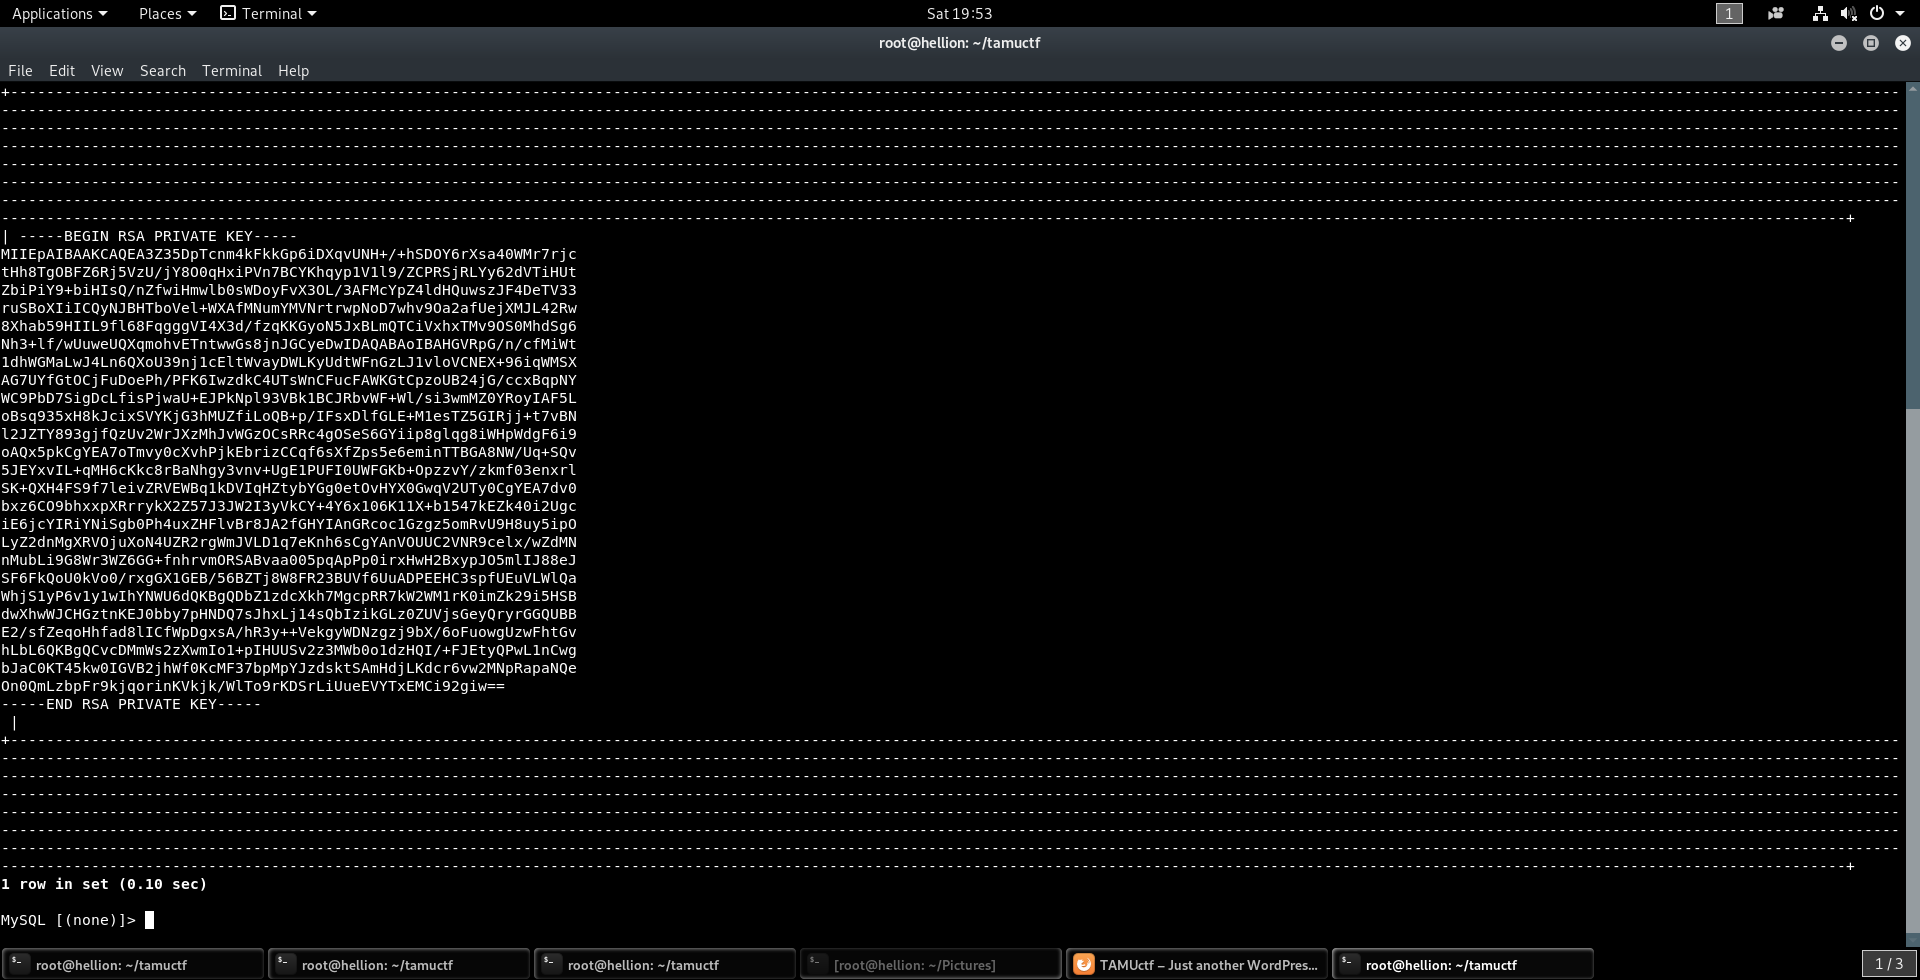 Applications Places Terminal Sat 19:53 1
root@hellion: ~/tamuctf
File Edit View Search Terminal Help
| -----BEGIN RSA PRIVATE KEY-----
MIIEpAIBAAKCAQEA3Z35DpTcnm4kFkkGp6iDXqvUNH+/+hSDOY6rXsa40WMr7rjc
tHh8TgOBFZ6Rj5VzU/jY8O0qHxiPVn7BCYKhqyp1V1l9/ZCPRSjRLYy62dVTiHUt
ZbiPiY9+biHIsQ/nZfwiHmwlb0sWDoyFvX3OL/3AFMcYpZ4ldHQuwszJF4DeTV33
ruSBoXIiICQyNJBHTboVel+WXAfMNumYMVNrtrwpNoD7whv9Oa2afUejXMJL42Rw
8Xhab59HIIL9fl68FqgggVI4X3d/fzqKKGyoN5JxBLmQTCiVxhxTMv9OS0MhdSg6
Nh3+lf/wUuweUQXqmohvETntwwGs8jnJGCyeDwIDAQABAoIBAHGVRpG/n/cfMiWt
1dhWGMaLwJ4Ln6QXoU39nj1cEltWvayDWLKyUdtWFnGzLJ1vloVCNEX+96iqWMSX
AG7UYfGtOCjFuDoePh/PFK6IwzdkC4UTsWnCFucFAWKGtCpzoUB24jG/ccxBqpNY
WC9PbD7SigDcLfisPjwaU+EJPkNpl93VBk1BCJRbvWF+Wl/si3wmMZ0YRoyIAF5L
oBsq935xH8kJcixSVYKjG3hMUZfiLoQB+p/IFsxDlfGLE+M1esTZ5GIRjj+t7vBN
l2JZTY893gjfQzUv2WrJXzMhJvWGzOCsRRc4gOSeS6GYiip8glqg8iWHpWdgF6i9
oAQx5pkCgYEA7oTmvy0cXvhPjkEbrizCCqf6sXfZps5e6eminTTBGA8NW/Uq+SQv
5JEYxvIL+qMH6cKkc8rBaNhgy3vnv+UgE1PUFI0UWFGKb+OpzzvY/zkmf03enxrl
SK+QXH4FS9f7leivZRVEWBq1kDVIqHZtybYGg0etOvHYX0GwqV2UTy0CgYEA7dv0
bxz6CO9bhxxpXRrrykX2Z57J3JW2I3yVkCY+4Y6x106K11X+b1547kEZk40i2Ugc
iE6jcYIRiYNiSgb0Ph4uxZHFlvBr8JA2fGHYIAnGRcoc1Gzgz5omRvU9H8uy5ipO
LyZ2dnMgXRVOjuXoN4UZR2rgWmJVLD1q7eKnh6sCgYAnVOUUC2VNR9celx/wZdMN
nMubLi9G8Wr3WZ6GG+fnhrvmORSABvaa005pqApPp0irxHwH2BxypJO5mlIJ88eJ
SF6FkQoU0kVo0/rxgGX1GEB/56BZTj8W8FR23BUVf6UuADPEEHC3spfUEuVLWlQa
WhjS1yP6v1y1wIhYNWU6dQKBgQDbZ1zdcXkh7MgcpRR7kW2WM1rK0imZk29i5HSB
dwXhwWJCHGztnKEJ0bby7pHNDQ7sJhxLj14sQbIzikGLz0ZUVjsGeyQryrGGQUBB
E2/sfZeqoHhfad8lICfWpDgxsA/hR3y++VekgyWDNzgzj9bX/6oFuowgUzwFhtGv
hLbL6QKBgQCvcDMmWs2zXwmIo1+pIHUUSv2z3MWb0o1dzHQI/+FJEtyQPwL1nCwg
bJaC0KT45kw0IGVB2jhWf0KcMF37bpMpYJzdsktSAmHdjLKdcr6vw2MNpRapaNQe
On0QmLzbpFr9kjqorinKVkjk/WlTo9rKDSrLiUueEVYTxEMCi92giw==
-----END RSA PRIVATE KEY-----
|
1 row in set (0.10 sec)
MySQL [(none)]>
root@hellion: ~/tamuctf root@hellion: ~/tamuctf root@hellion: ~/tamuctf [root@hellion: ~/Pictures] TAMUctf – Just another WordPres... root@hellion: ~/tamuctf 1 / 3